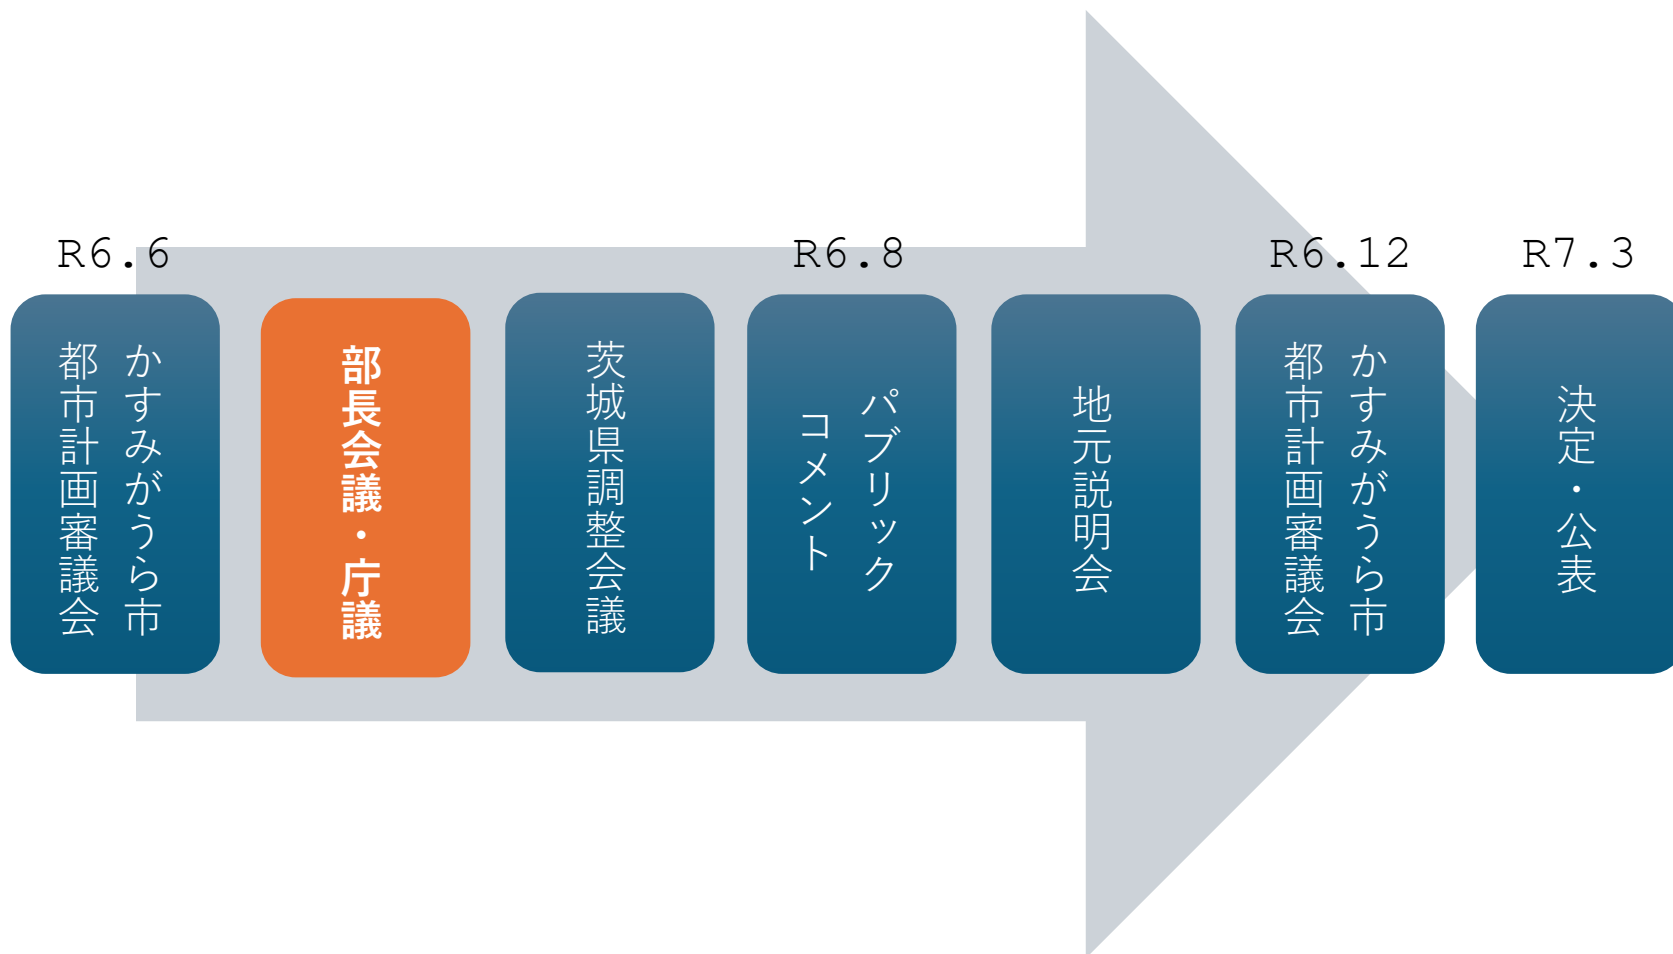 R6.6
かすみがうら市
都市計画審議会
部長会議・庁議
茨城県調整会議
R6.8
パブリック
コメント
地元説明会
R6.12
かすみがうら市
都市計画審議会
R7.3
決定・公表